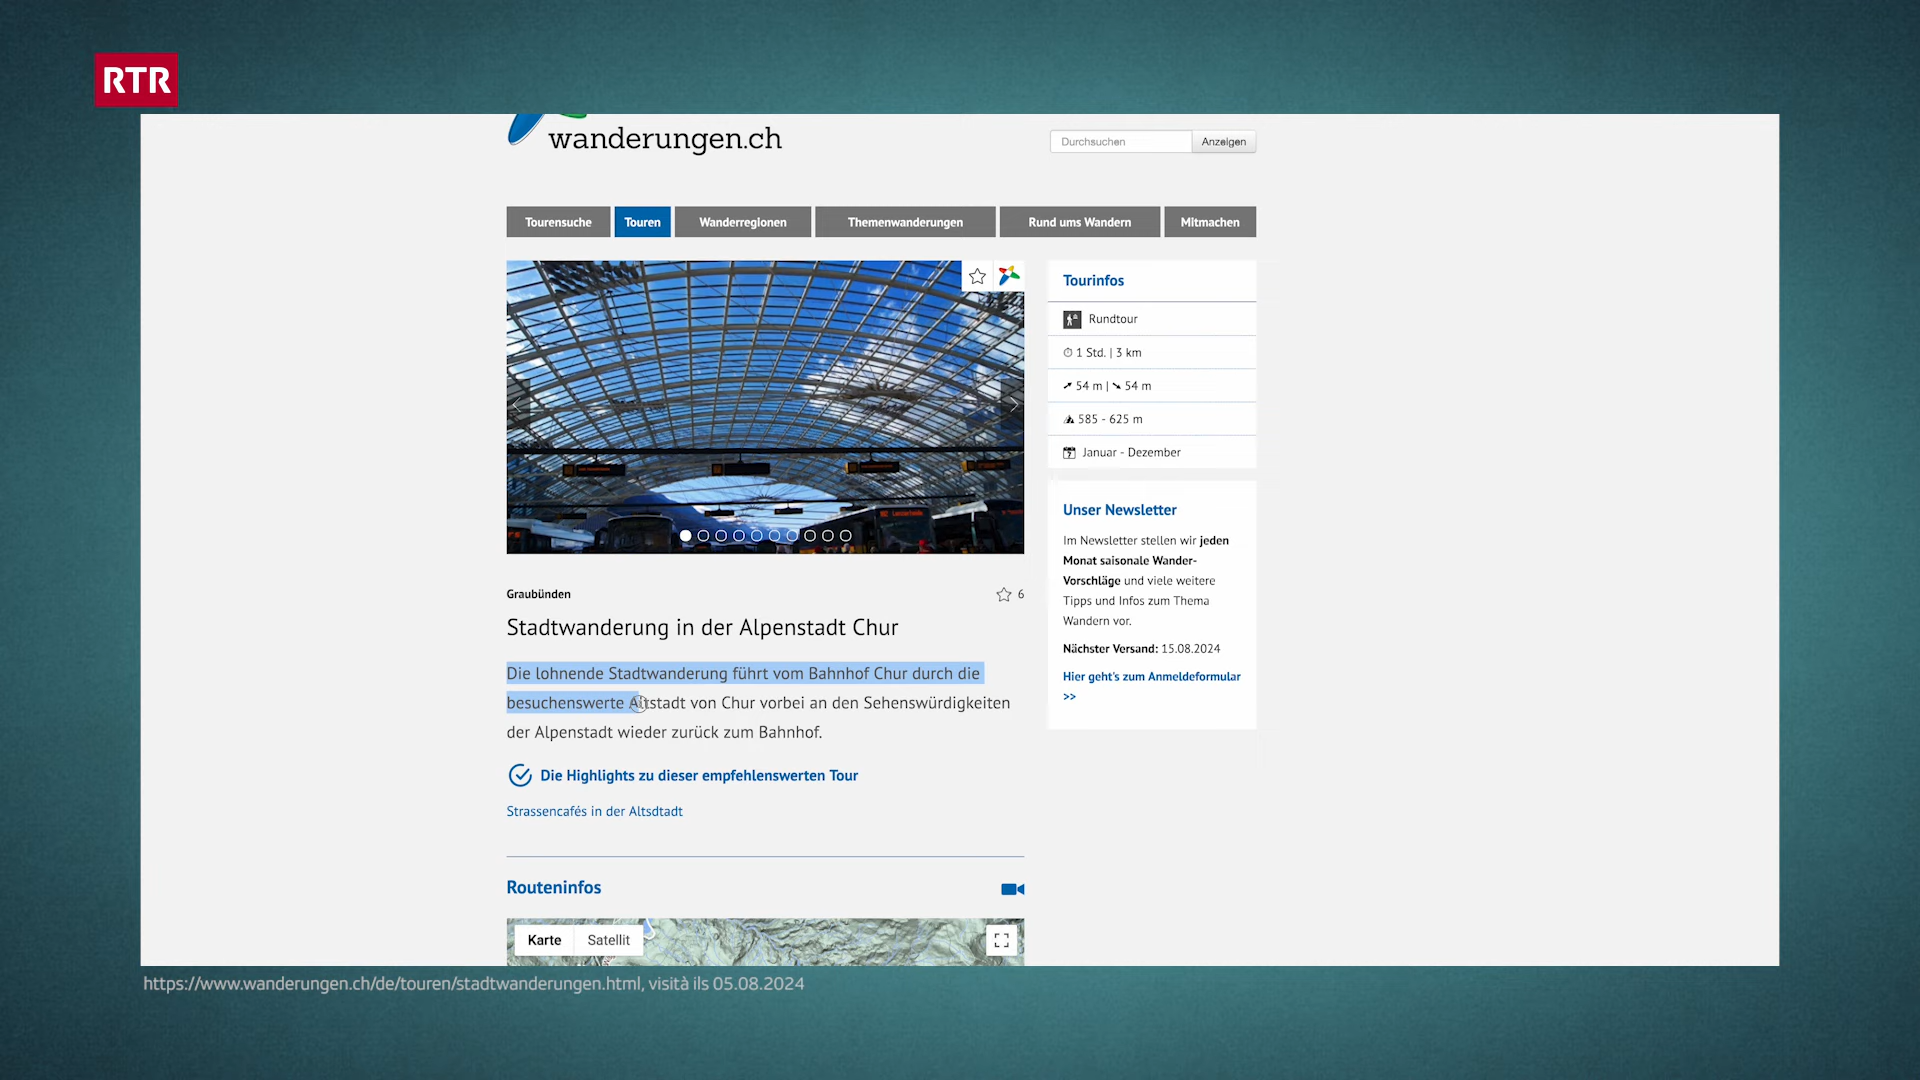 RTR
wanderungen.ch
Durchsuchen
Anzeigen
Tourensuche
Touren
Wanderregionen
Themenwanderungen
Rund ums Wandern
Mitmachen
Tourinfos
Rundtour
1 Std. | 3 km
54 m | 54 m
585 - 625 m
Januar - Dezember
Unser Newsletter
Im Newsletter stellen wir jeden
Monat saisonale Wander-
Vorschläge und viele weitere
Tipps und Infos zum Thema
Wandern vor.
Nächster Versand: 15.08.2024
Hier geht's zum Anmeldeformular
>>
Graubünden
6
Stadtwanderung in der Alpenstadt Chur
Die lohnende Stadtwanderung führt vom Bahnhof Chur durch die
besuchenswerte Altstadt von Chur vorbei an den Sehenswürdigkeiten
der Alpenstadt wieder zurück zum Bahnhof.
Die Highlights zu dieser empfehlenswerten Tour
Strassencafés in der Altsdtadt
Routeninfos
Karte
Satellit
https://www.wanderungen.ch/de/touren/stadtwanderungen.html, visità ils 05.08.2024